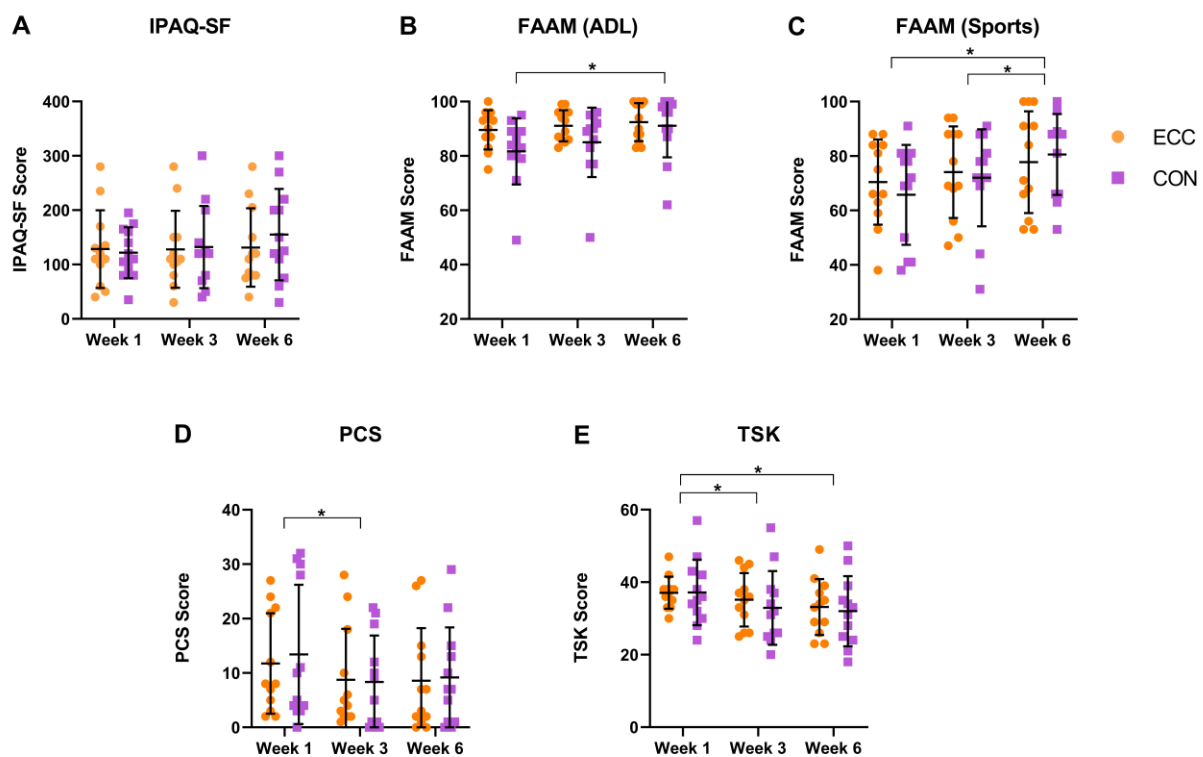 A
IPAQ-SF
IPAQ-SF Score
400
300
200
100
0
Week 1
Week 3
Week 6
B
FAAM (ADL)
*
FAAM Score
100
80
60
40
20
Week 1
Week 3
Week 6
C
FAAM (Sports)
*
*
FAAM Score
100
80
60
40
20
Week 1
Week 3
Week 6
ECC
CON
D
PCS
*
PCS Score
40
30
20
10
0
Week 1
Week 3
Week 6
E
TSK
*
*
TSK Score
60
40
20
0
Week 1
Week 3
Week 6